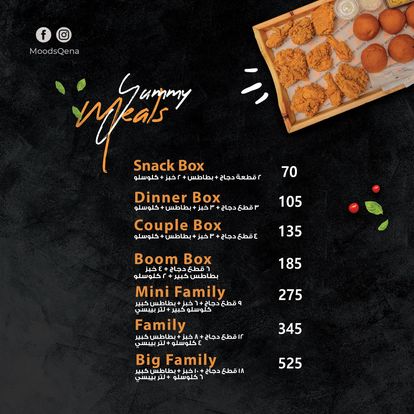 MoodsQena
Yummy
Meals
Snack Box 70
٢ قطعة دجاج + بطاطس + ٢ خبز + كلوسلو
Dinner Box 105
٣ قطع دجاج + ٣ خبز + بطاطس + كلوسلو
Couple Box 135
٤ قطع دجاج + ٣ خبز + بطاطس + كلوسلو
Boom Box 185
٦ قطع دجاج + ٤ خبز
بطاطس كبير + ٢ كلوسلو
Mini Family 275
٩ قطع دجاج + ٦ خبز + بطاطس كبير
كلوسلو كبير + لتر بيبسي
Family 345
١٢ قطع دجاج + ٨ خبز + بطاطس كبير
٤ كلوسلو + لتر بيبسي
Big Family 525
١٨ قطع دجاج + ١٠ خبز + بطاطس كبير
٦ كلوسلو + لتر بيبسي